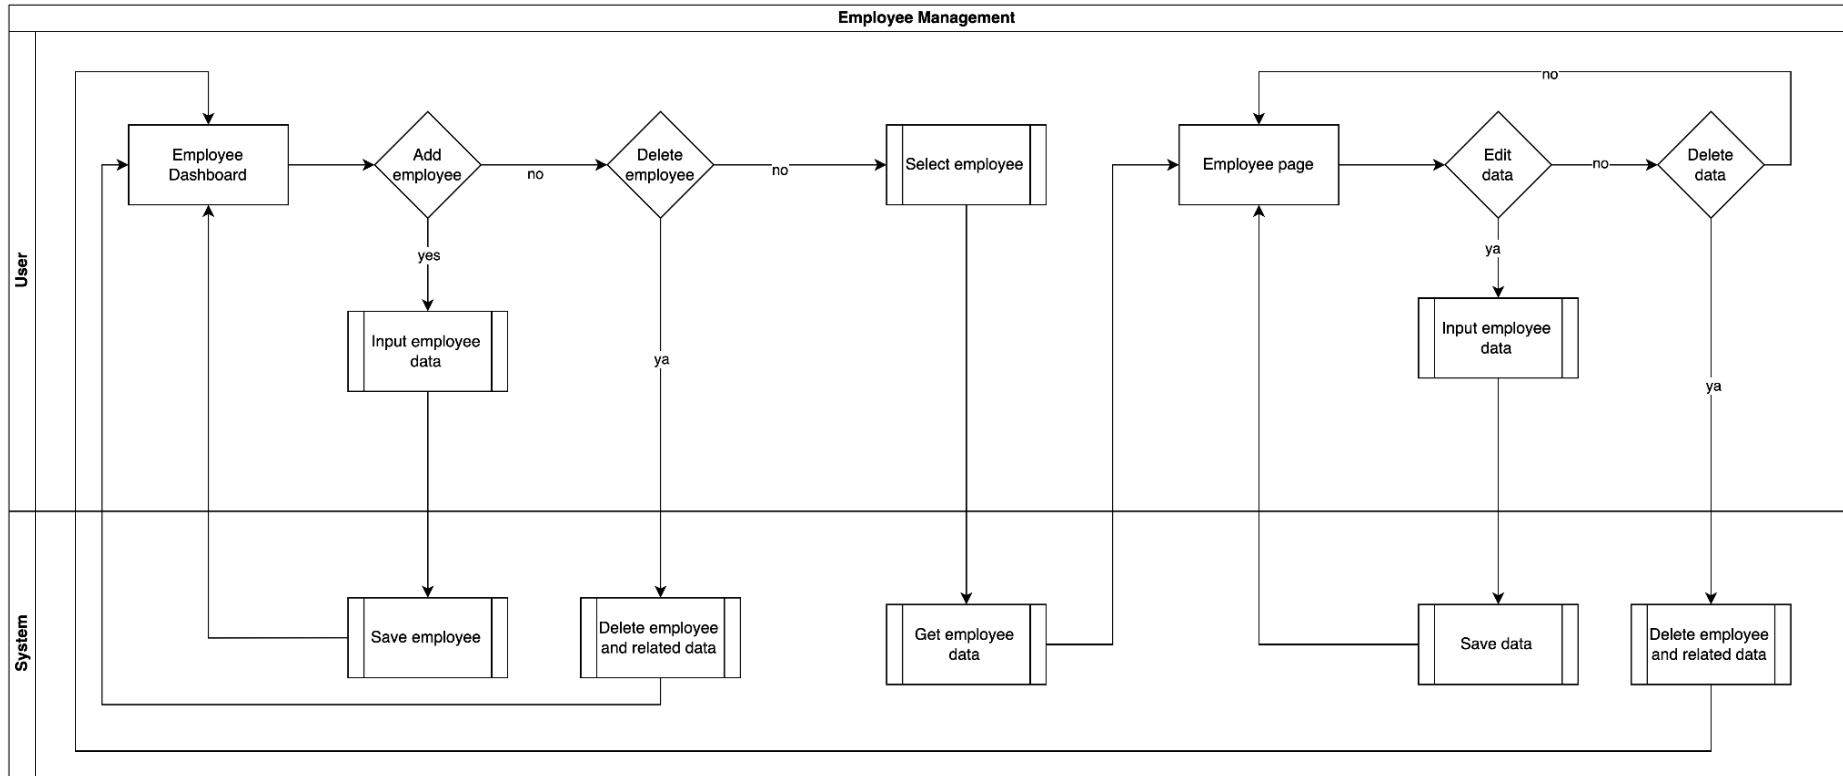 Employee Management
User
no
Employee
Dashboard
Add
employee
no
Delete
employee
no
Select employee
Employee page
Edit
data
no
Delete
data
yes
ya
Input employee
data
Input employee
data
ya
ya
System
Save employee
Delete employee
and related data
Get employee
data
Save data
Delete employee
and related data